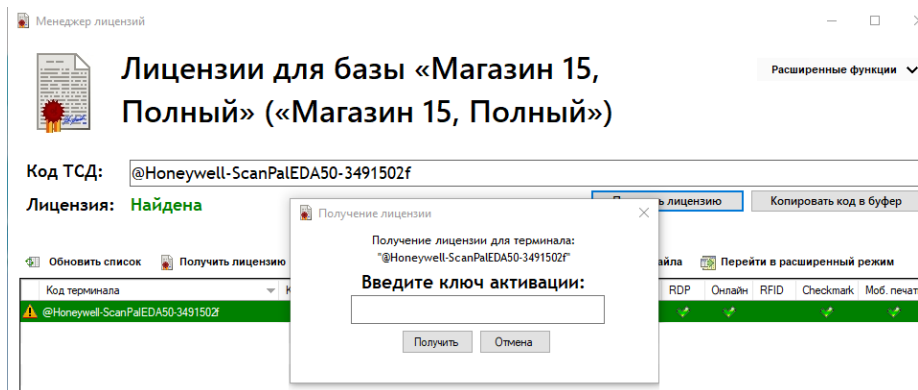 Менеджер лицензий
Лицензии для базы «Магазин 15,
Полный» («Магазин 15, Полный»)
Расширенные функции
Код ТСД:
@Honeywell-ScanPalEDA50-3491502f
Лицензия: Найдена
лицензию
Копировать код в буфер
Обновить список
Получить лицензию
Перейти в расширенный режим
Код терминала
RDP
Онлайн
RFID
Checkmark
Моб. печат
@Honeywell-ScanPalEDA50-3491502f
Получение лицензии
Получение лицензии для терминала:
"@Honeywell-ScanPalEDA50-3491502f"
Введите ключ активации:
Получить
Отмена